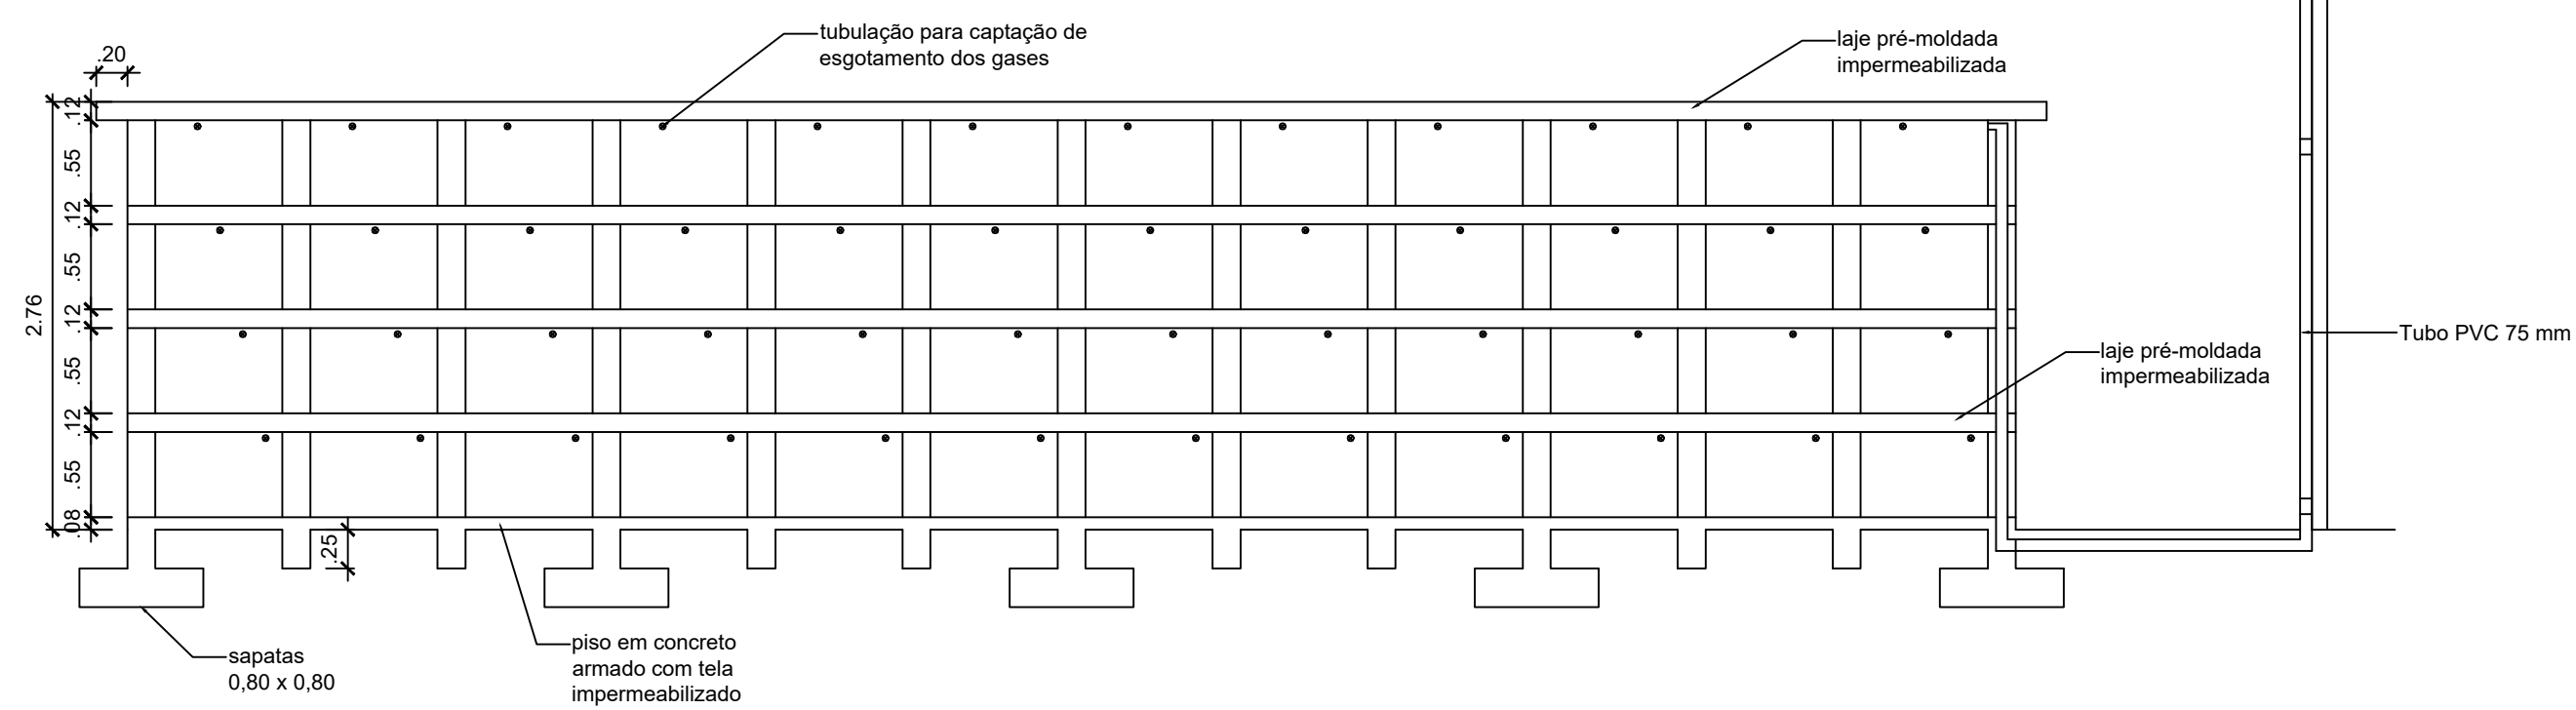 tubulação para captação de
esgotamento dos gases
laje pré-moldada
impermeabilizada
.20
.12
.55
.12
.55
.12
.55
.12
.55
.08
2.76
.25
Tubo PVC 75 mm
laje pré-moldada
impermeabilizada
sapatas
0,80 x 0,80
piso em concreto
armado com tela
impermeabilizado